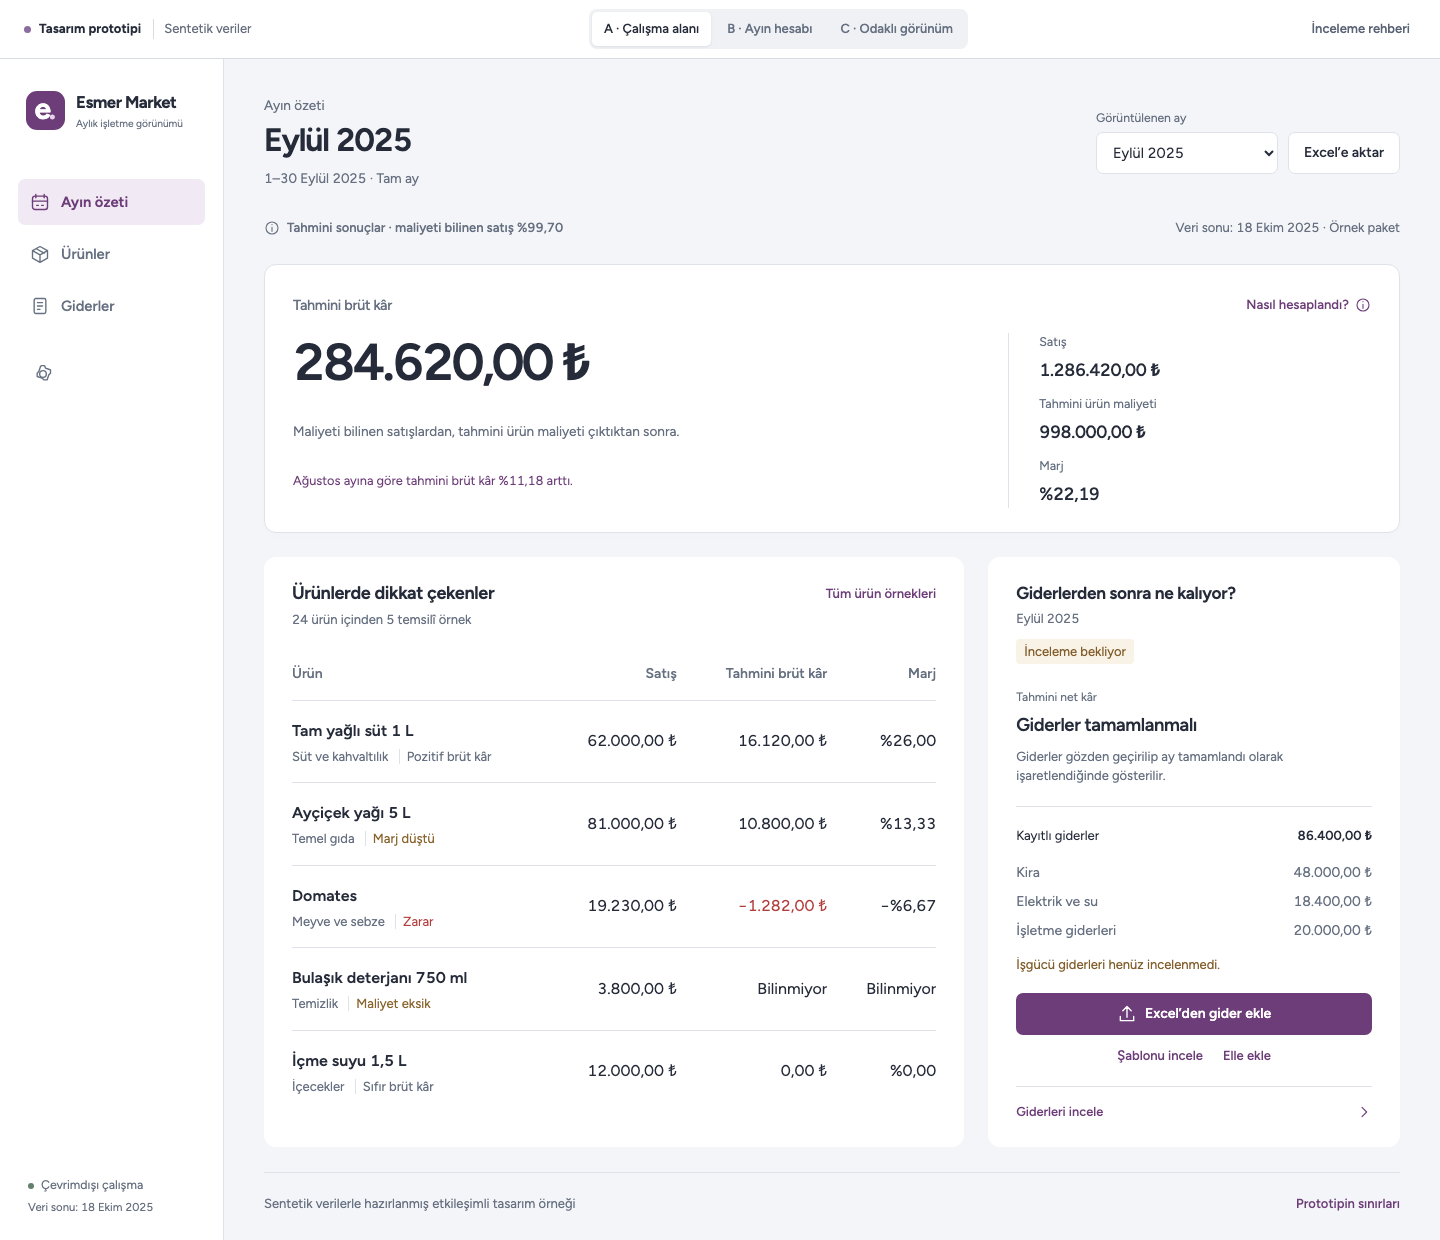 Tasarım prototipi
Sentetik veriler
A · Çalışma alanı
B · Ayın hesabı
C · Odaklı görünüm
İnceleme rehberi
e.
Esmer Market
Aylık işletme görünümü
Ayın özeti
Ürünler
Giderler
Çevrimdışı çalışma
Veri sonu: 18 Ekim 2025
Ayın özeti
Eylül 2025
1–30 Eylül 2025 · Tam ay
Görüntülenen ay
Eylül 2025
Excel’e aktar
Tahmini sonuçlar · maliyeti bilinen satış %99,70
Veri sonu: 18 Ekim 2025 · Örnek paket
Tahmini brüt kâr
284.620,00 ₺
Maliyeti bilinen satışlardan, tahmini ürün maliyeti çıktıktan sonra.
Ağustos ayına göre tahmini brüt kâr %11,18 arttı.
Nasıl hesaplandı?
Satış
1.286.420,00 ₺
Tahmini ürün maliyeti
998.000,00 ₺
Marj
%22,19
Ürünlerde dikkat çekenler
Tüm ürün örnekleri
24 ürün içinden 5 temsilî örnek
Ürün Satış Tahmini brüt kâr Marj
Tam yağlı süt 1 L 62.000,00 ₺ 16.120,00 ₺ %26,00
Süt ve kahvaltılık Pozitif brüt kâr
Ayçiçek yağı 5 L 81.000,00 ₺ 10.800,00 ₺ %13,33
Temel gıda Marj düştü
Domates 19.230,00 ₺ −1.282,00 ₺ −%6,67
Meyve ve sebze Zarar
Bulaşık deterjanı 750 ml 3.800,00 ₺ Bilinmiyor Bilinmiyor
Temizlik Maliyet eksik
İçme suyu 1,5 L 12.000,00 ₺ 0,00 ₺ %0,00
İçecekler Sıfır brüt kâr
Giderlerden sonra ne kalıyor?
Eylül 2025
İnceleme bekliyor
Tahmini net kâr
Giderler tamamlanmalı
Giderler gözden geçirilip ay tamamlandı olarak
işaretlendiğinde gösterilir.
Kayıtlı giderler 86.400,00 ₺
Kira 48.000,00 ₺
Elektrik ve su 18.400,00 ₺
İşletme giderleri 20.000,00 ₺
İşgücü giderleri henüz incelenmedi.
Excel’den gider ekle
Şablonu incele Elle ekle
Giderleri incele
Sentetik verilerle hazırlanmış etkileşimli tasarım örneği
Prototipin sınırları